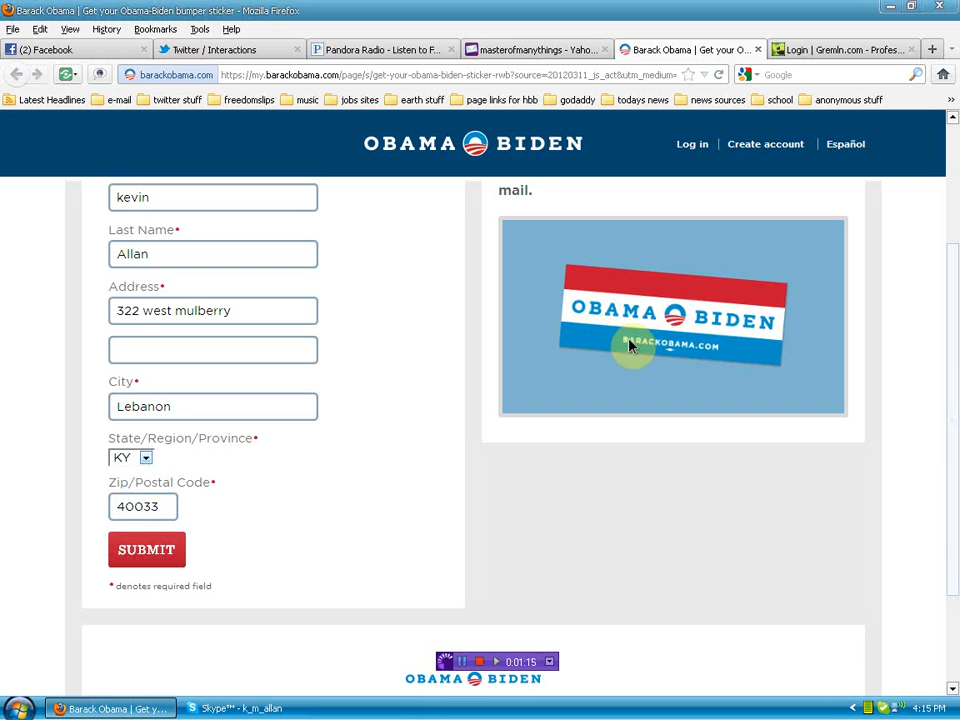 Barack Obama | Get your Obama-Biden bumper sticker - Mozilla Firefox
File Edit View History Bookmarks Tools Help
(2) Facebook
Twitter / Interactions
Pandora Radio - Listen to F...
masterofmanythings - Yaho...
Barack Obama | Get your O...
Login | Gremln.com - Profes...
barackobama.com
https://my.barackobama.com/page/s/get-your-obama-biden-sticker-rwb?source=20120311_js_act&utm_medium=
Google
Latest Headlines e-mail twitter stuff freedomslips music jobs sites earth stuff page links for hbb godaddy todays news news sources school anonymous stuff
OBAMA BIDEN
Log in | Create account | Español
kevin
Last Name*
Allan
Address*
322 west mulberry
City*
Lebanon
State/Region/Province*
KY
Zip/Postal Code*
40033
SUBMIT
* denotes required field
mail.
OBAMA BIDEN
BARACKOBAMA.COM
0:01:15
OBAMA BIDEN
Barack Obama | Get y...
Skype™ - k_m_allan
4:15 PM